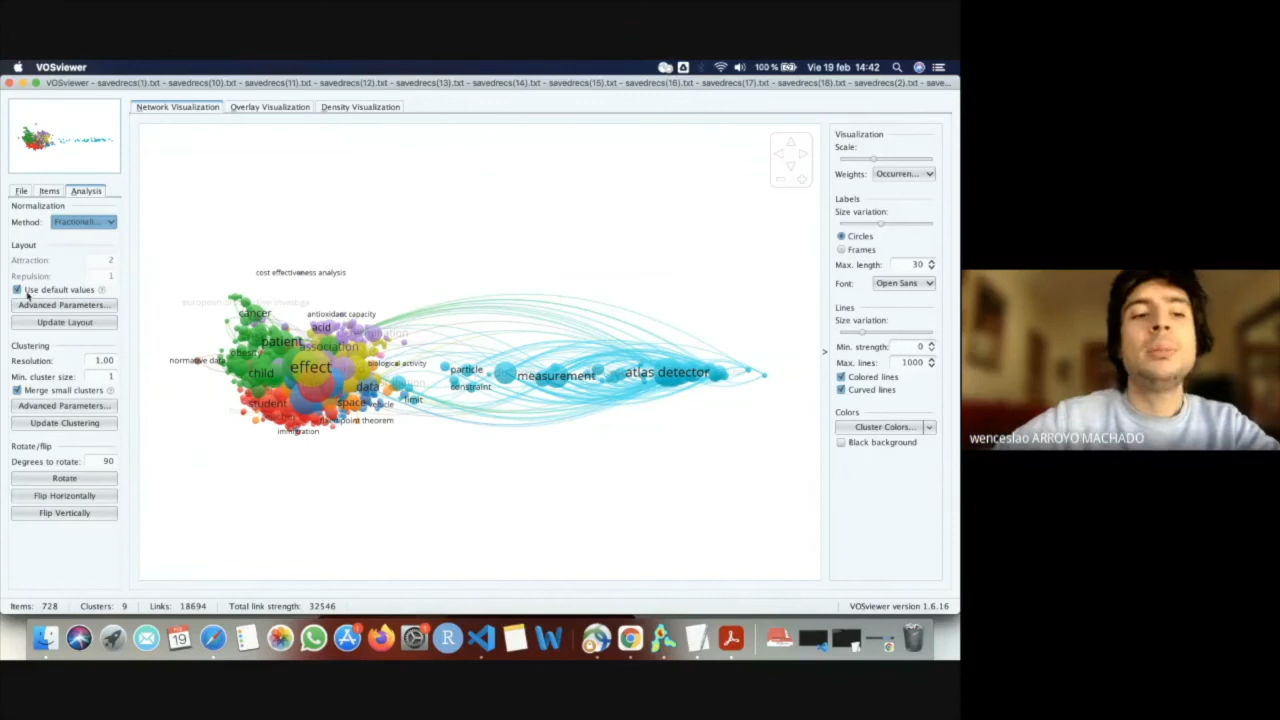 VOSviewer
100 %
Vie 19 feb 14:42
VOSviewer - savedrecs(1).txt - savedrecs(10).txt - savedrecs(11).txt - savedrecs(12).txt - savedrecs(13).txt - savedrecs(14).txt - savedrecs(15).txt - savedrecs(16).txt - savedrecs(17).txt - savedrecs(18).txt - savedrecs(2).txt - save...
Network Visualization
Overlay Visualization
Density Visualization
File
Items
Analysis
Normalization
Method:
Fractionali...
Layout
Attraction: 2
Repulsion: 1
Use default values
Advanced Parameters...
Update Layout
Clustering
Resolution: 1.00
Min. cluster size: 1
Merge small clusters
Advanced Parameters...
Update Clustering
Rotate/flip
Degrees to rotate: 90
Rotate
Flip Horizontally
Flip Vertically
cost effectiveness analysis
cancer
antioxidant capacity
acid
patient
association
obesity
normative data
biological activity
child
effect
particle
measurement
atlas detector
data
constraint
student
space
vehicle
limit
point theorem
immigration
Visualization
Scale:
Weights:
Occurren...
Labels
Size variation:
Circles
Frames
Max. length: 30
Font:
Open Sans
Lines
Size variation:
Min. strength: 0
Max. lines: 1000
Colored lines
Curved lines
Colors
Cluster Colors...
Black background
wenceslao ARROYO MACHADO
Items: 728
Clusters: 9
Links: 18694
Total link strength: 32546
VOSviewer version 1.6.16
19
R
W